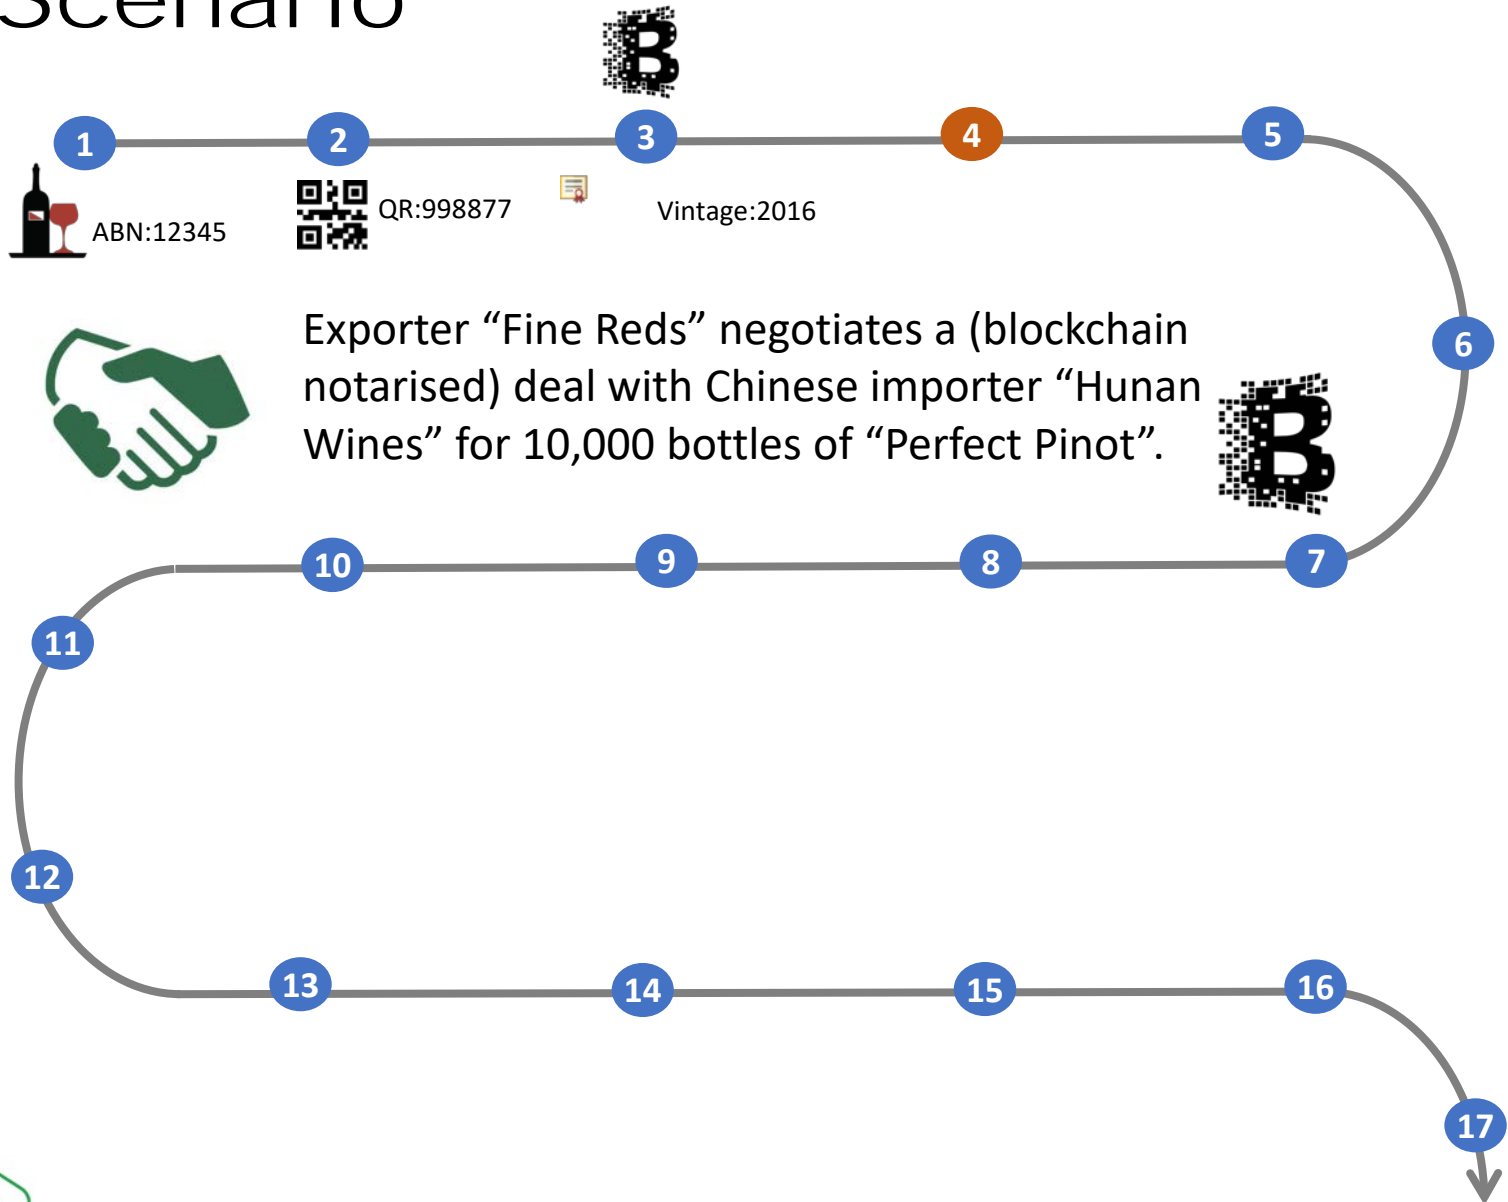 Scenario
1
2
3
4
5
ABN:12345
QR:998877
Vintage:2016
Exporter “Fine Reds” negotiates a (blockchain
notarised) deal with Chinese importer “Hunan
Wines” for 10,000 bottles of “Perfect Pinot”.
6
10
9
8
7
11
12
13
14
15
16
17